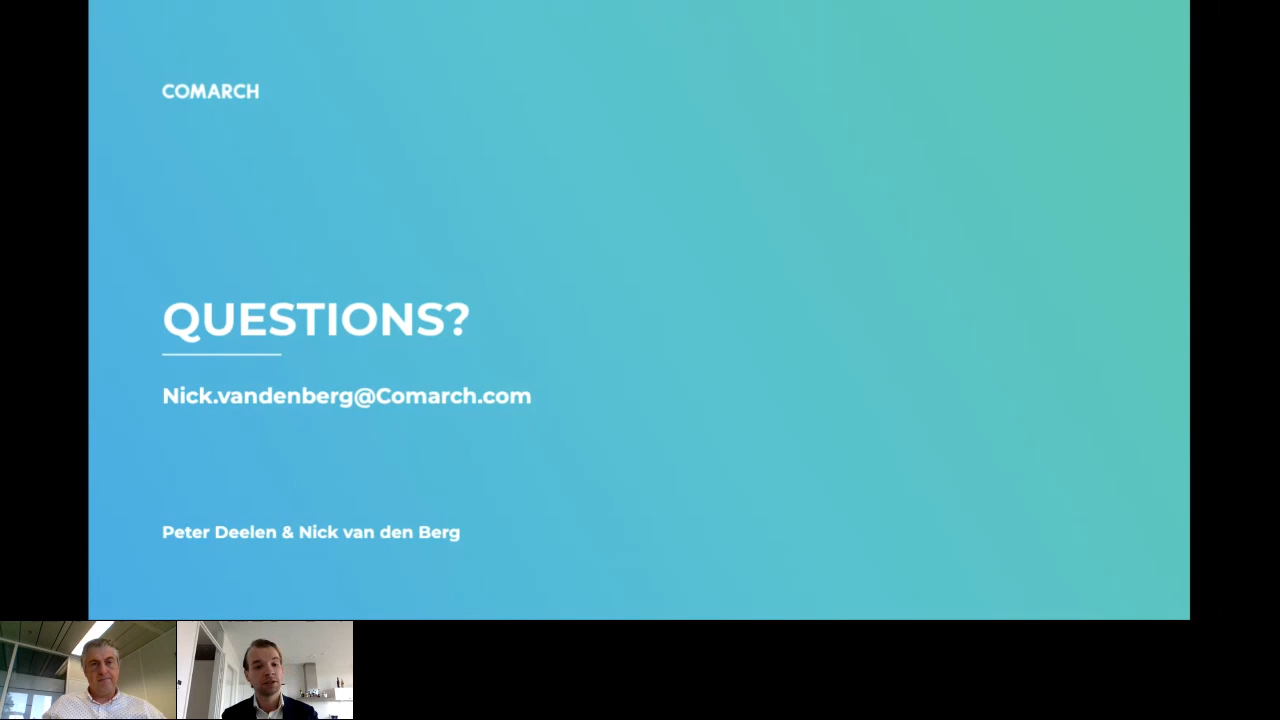 COMARCH
QUESTIONS?
Nick.vandenberg@Comarch.com
Peter Deelen & Nick van den Berg